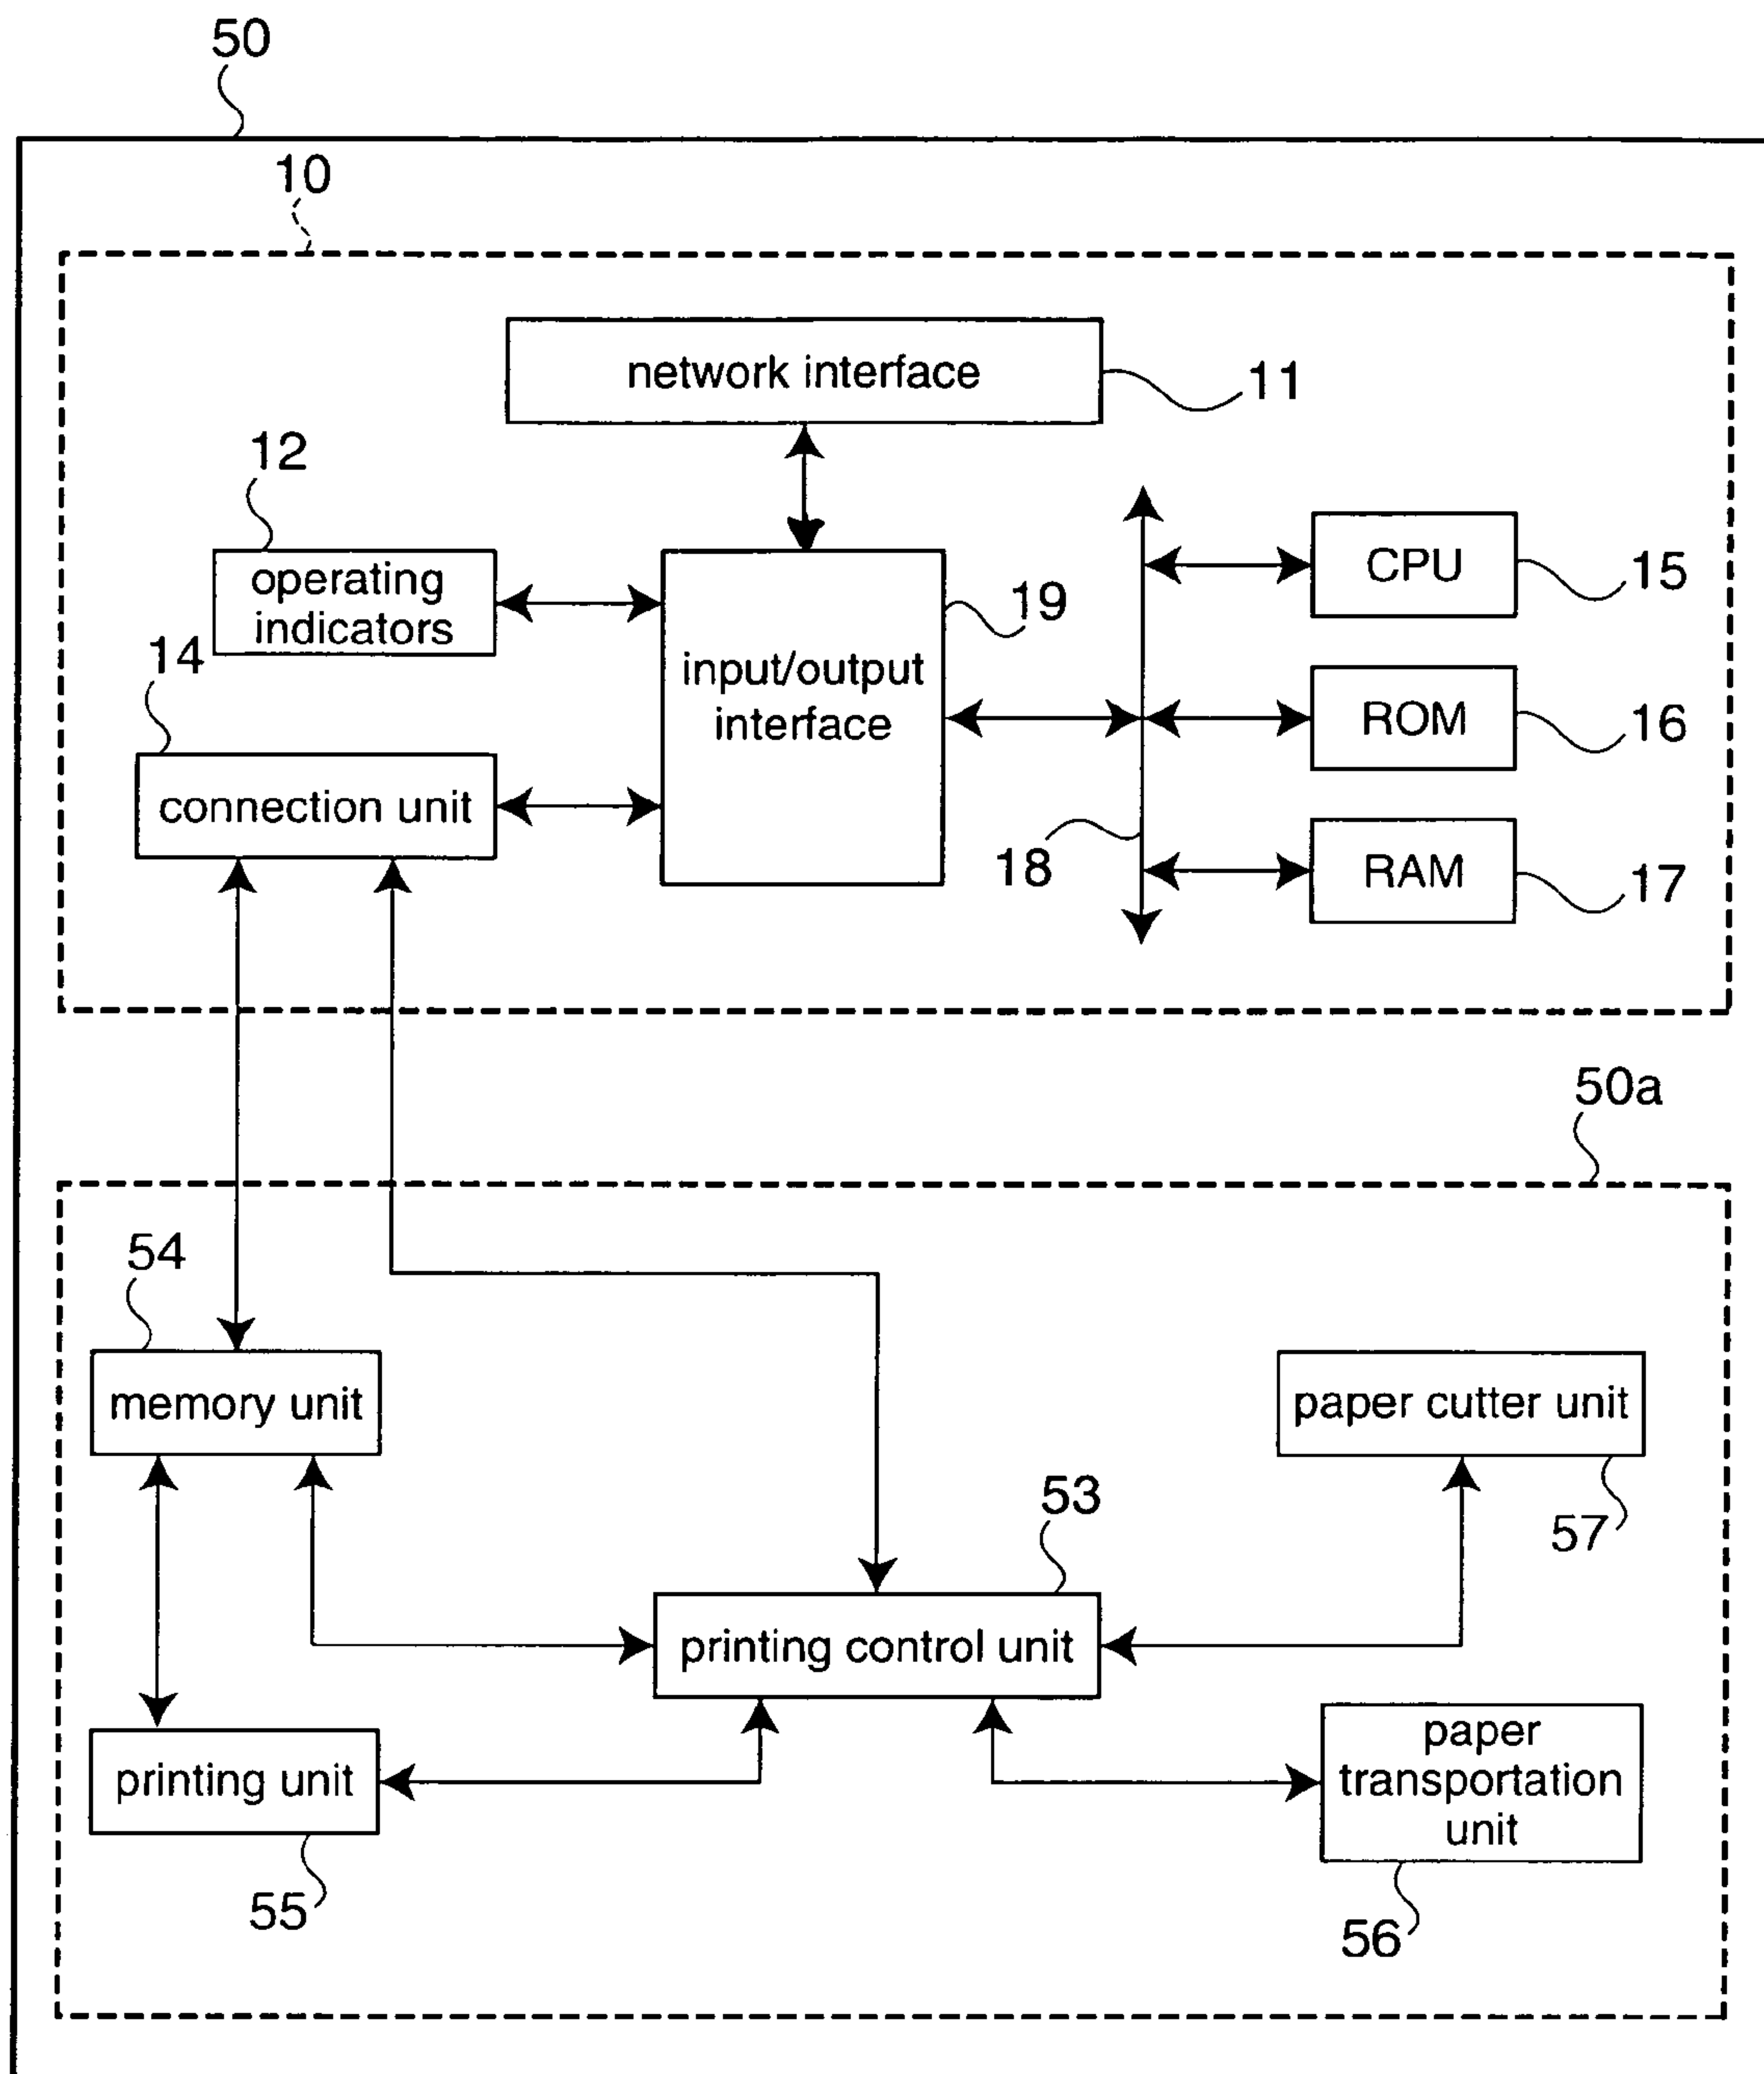 50
10
network interface
11
12
operating
indicators
CPU
15
19
14
input/output
interface
ROM
16
connection unit
18
RAM
17
50a
54
memory unit
paper cutter unit
53
57
printing control unit
paper
transportation
unit
printing unit
55
56